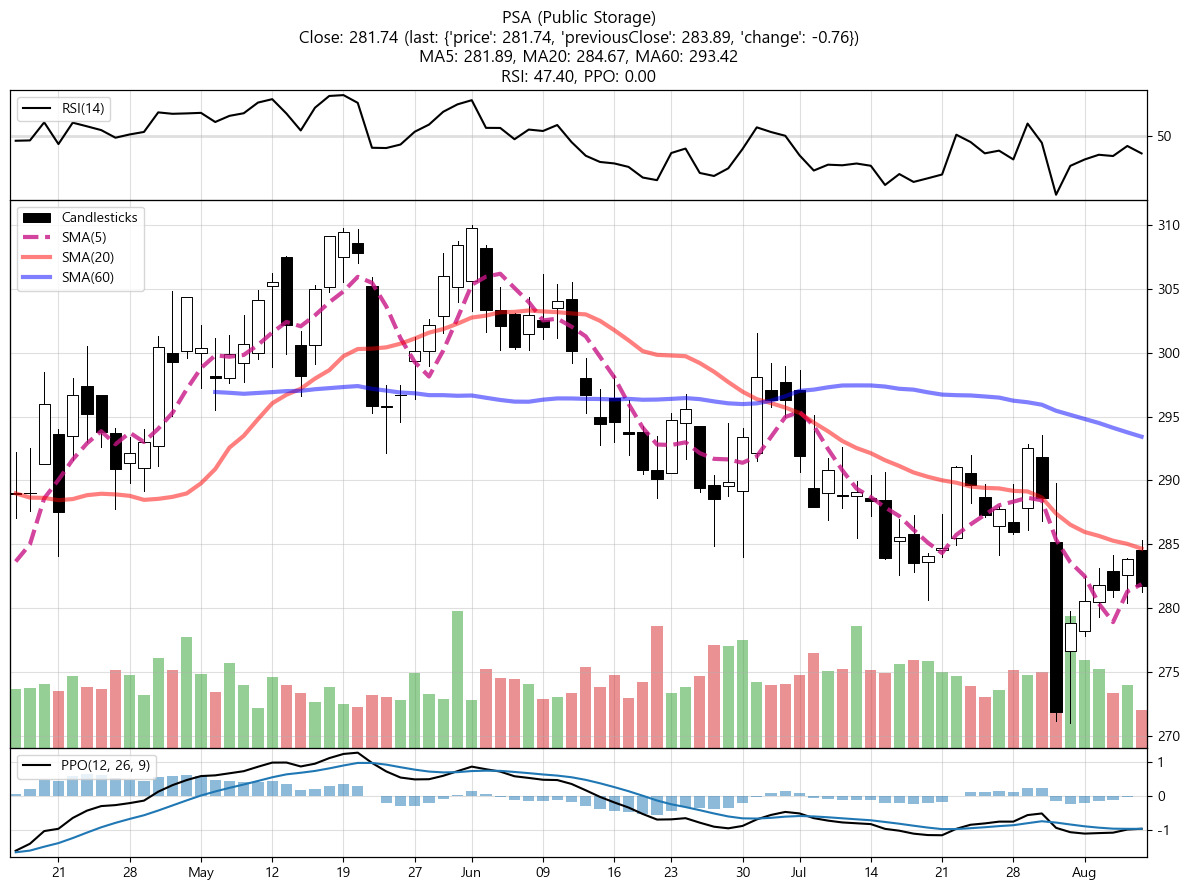 PSA (Public Storage)
Close: 281.74 (last: {'price': 281.74, 'previousClose': 283.89, 'change': -0.76})
MA5: 281.89, MA20: 284.67, MA60: 293.42
RSI: 47.40, PPO: 0.00
RSI(14)
50
Candlesticks
SMA(5)
SMA(20)
SMA(60)
310
305
300
295
290
285
280
275
270
PPO(12, 26, 9)
1
0
-1
21 28 May 12 19 Jun 09 16 23 30 Jul 14 21 28 Aug